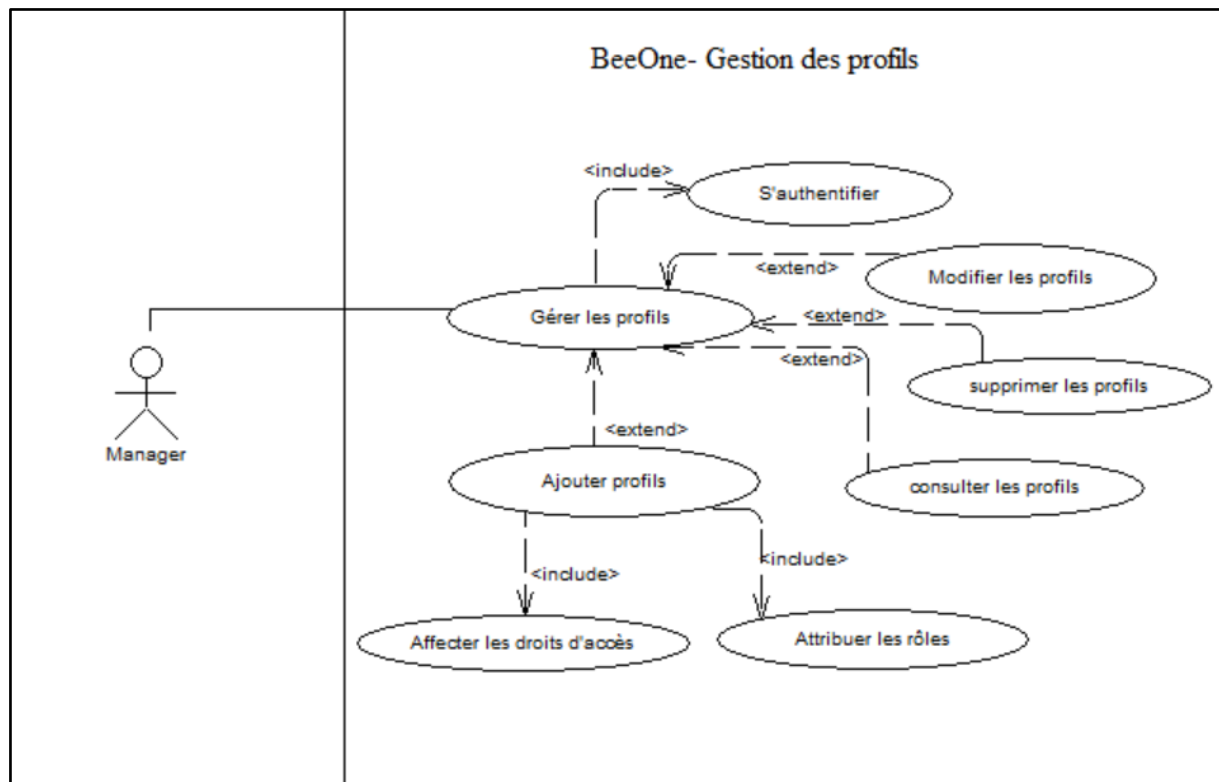 BeeOne- Gestion des profils
<include>
S'authentifier
<extend>
Modifier les profils
Gérer les profils
<extend>
<extend>
supprimer les profils
Manager
<extend>
Ajouter profils
consulter les profils
<include>
<include>
Affecter les droits d'accès
Attribuer les rôles